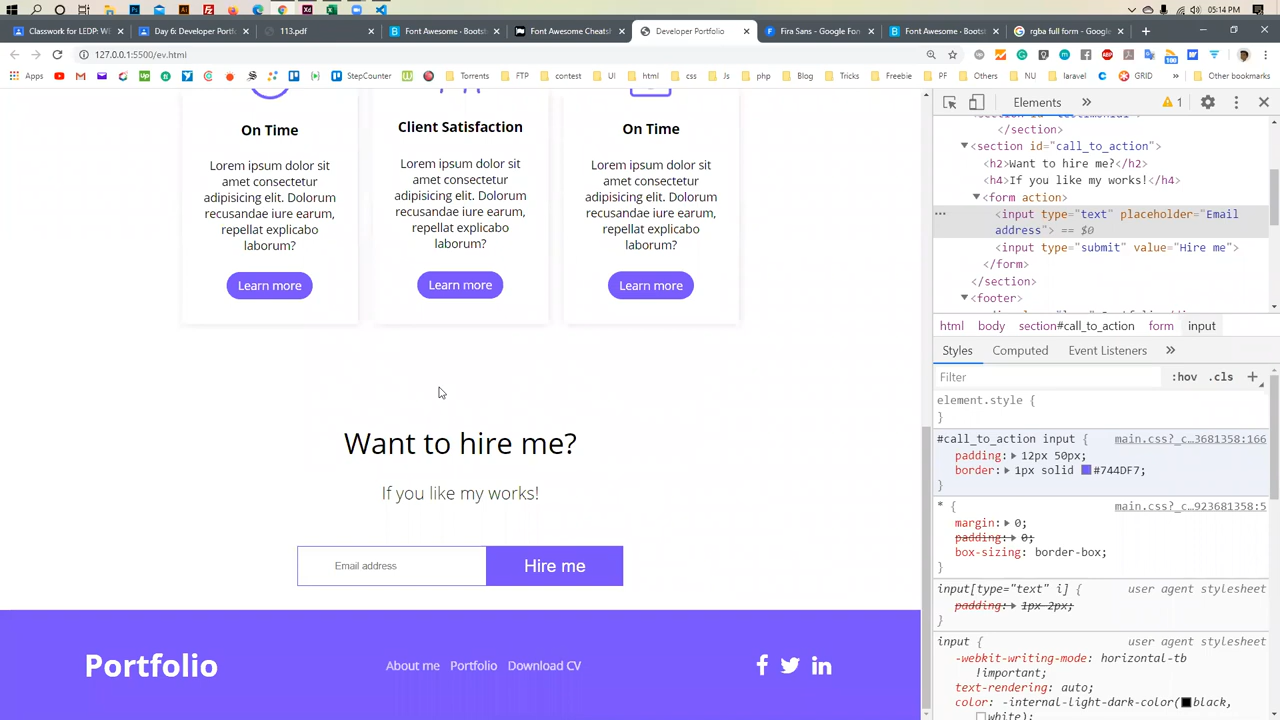 05:14 PM
Classwork for LEDP: WE
Day 6: Developer Portf
113.pdf
Font Awesome · Bootst
Font Awesome Cheatsh
Developer Portfolio
Fira Sans - Google Fon
Font Awesome · Bootst
rgba full form - Google
127.0.0.1:5500/ev.html
Apps
StepCounter
Torrents
FTP
contest
UI
html
css
Js
php
Blog
Tricks
Freebie
PF
Others
NU
laravel
GRID
»
Other bookmarks
On Time
Client Satisfaction
On Time
Lorem ipsum dolor sit
amet consectetur
adipisicing elit. Dolorum
recusandae iure earum,
repellat explicabo
laborum?
Lorem ipsum dolor sit
amet consectetur
adipisicing elit. Dolorum
recusandae iure earum,
repellat explicabo
laborum?
Lorem ipsum dolor sit
amet consectetur
adipisicing elit. Dolorum
recusandae iure earum,
repellat explicabo
laborum?
Learn more
Learn more
Learn more
Want to hire me?
If you like my works!
Email address
Hire me
Portfolio
About me Portfolio Download CV
Elements » 1
</section>
<section id="call_to_action">
<h2>Want to hire me?</h2>
<h4>If you like my works!</h4>
<form action>
<input type="text" placeholder="Email
address"> == $0
<input type="submit" value="Hire me">
</form>
</section>
<footer>
html body section#call_to_action form input
Styles Computed Event Listeners »
Filter :hov .cls +
element.style {
}
#call_to_action input { main.css?_c…3681358:166
padding: 12px 50px;
border: 1px solid #744DF7;
}
* { main.css?_c…923681358:5
margin: 0;
padding: 0;
box-sizing: border-box;
}
input[type="text" i] { user agent stylesheet
padding: 1px 2px;
}
input { user agent stylesheet
-webkit-writing-mode: horizontal-tb
!important;
text-rendering: auto;
color: -internal-light-dark-color(black,
white);